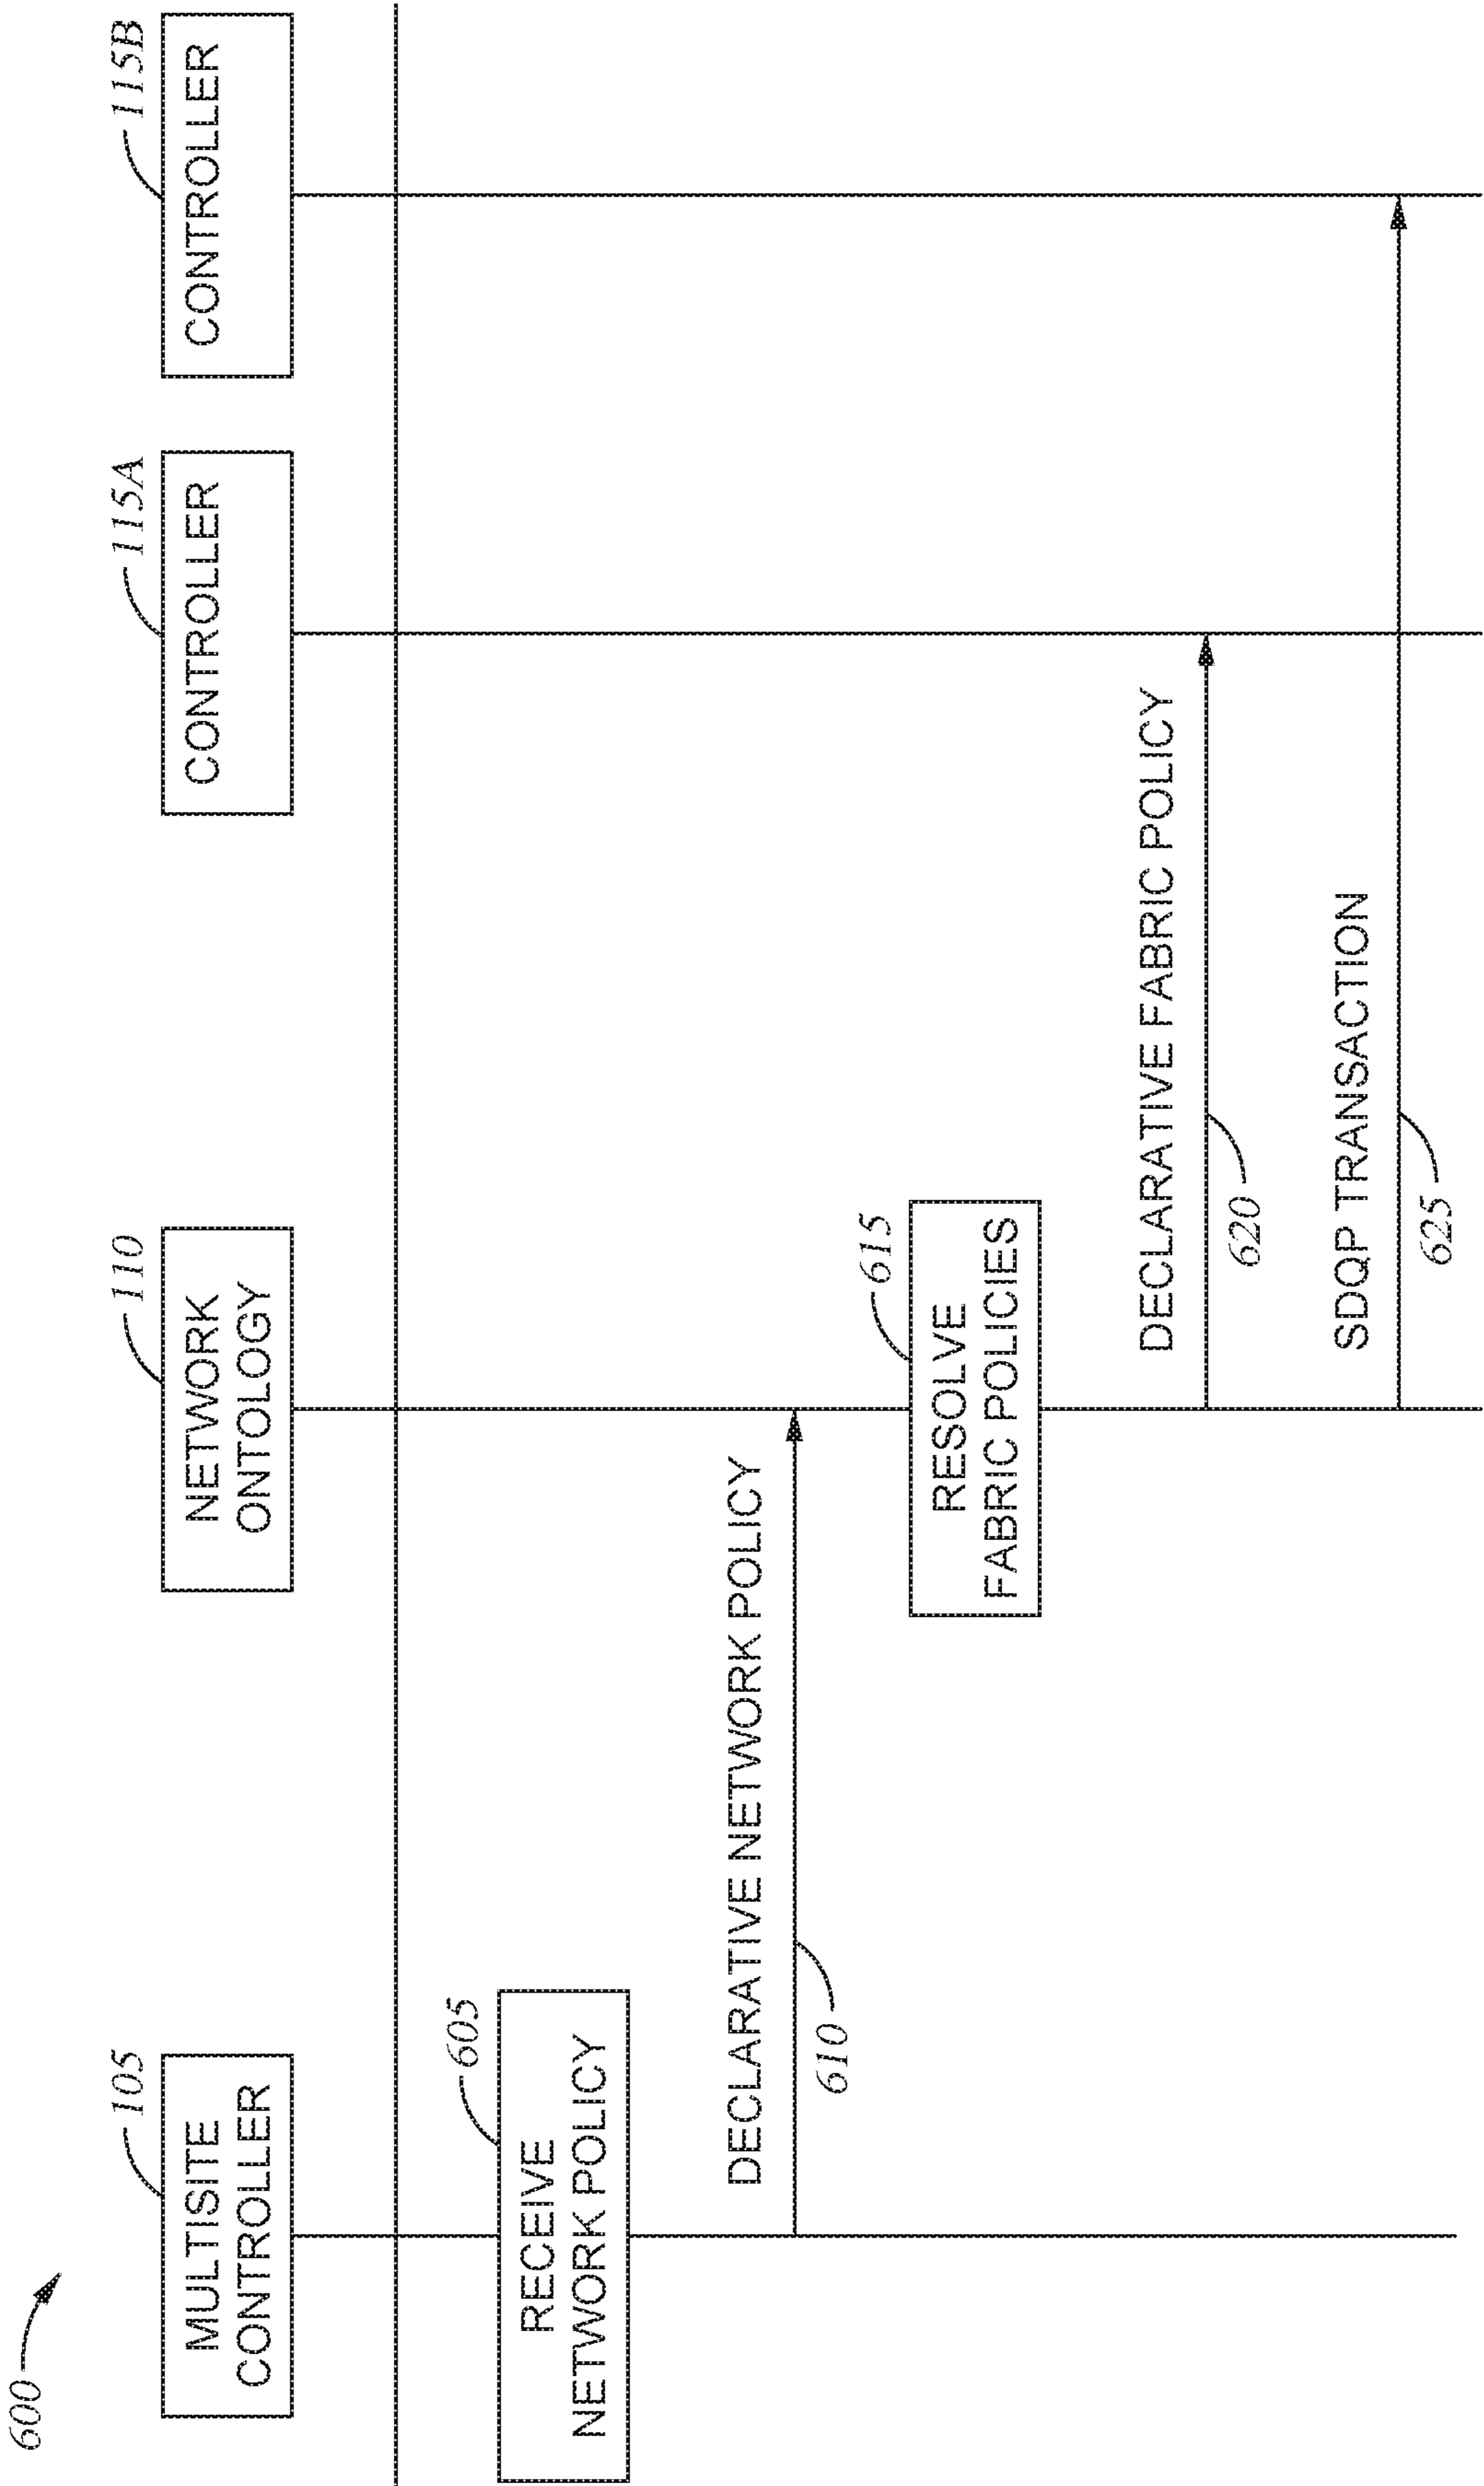 600
105
MULTISITE
CONTROLLER
110
NETWORK
ONTOLOGY
115A
CONTROLLER
115B
CONTROLLER
605
RECEIVE
NETWORK POLICY
DECLARATIVE NETWORK POLICY
610
615
RESOLVE
FABRIC POLICIES
DECLARATIVE FABRIC POLICY
620
SDQP TRANSACTION
625